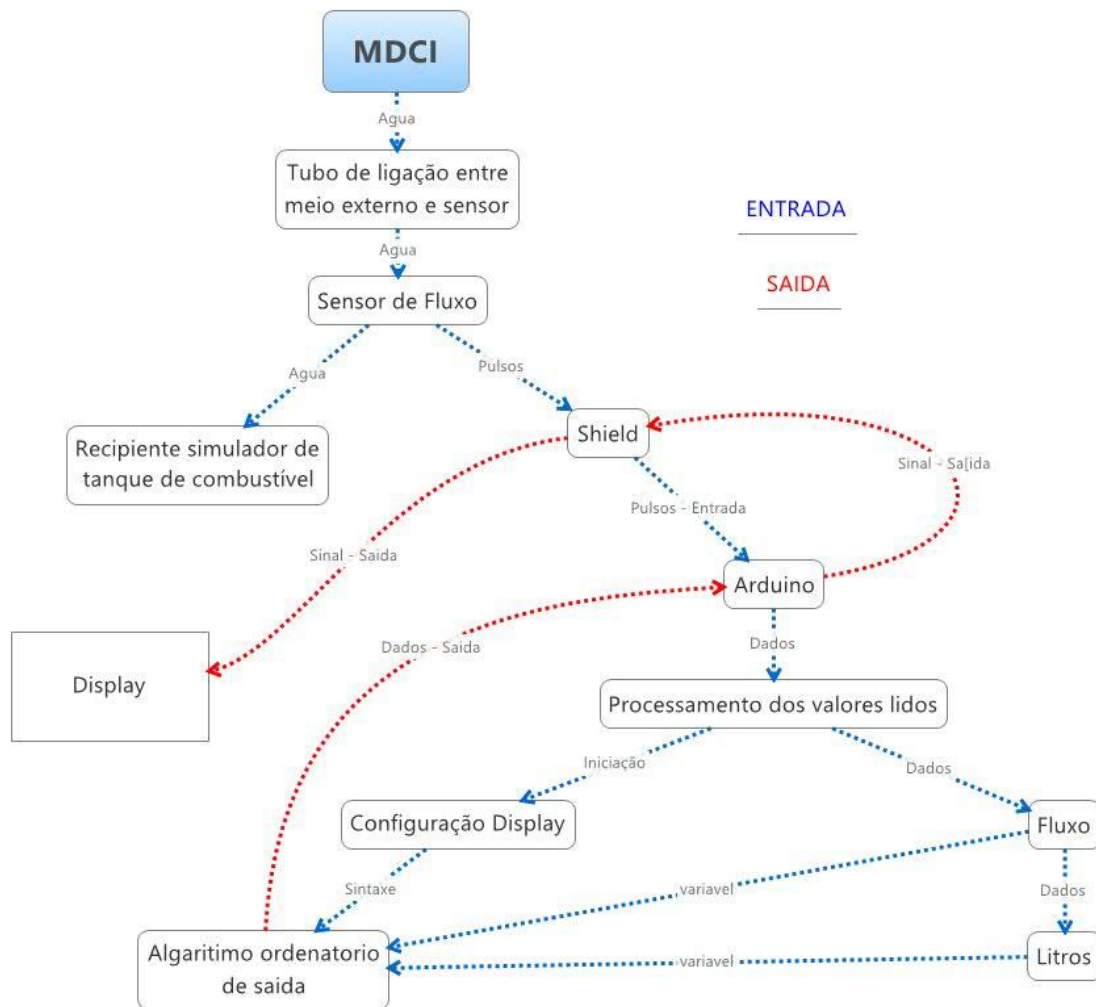 MDCI
Agua
Tubo de ligação entre
meio externo e sensor
ENTRADA
Agua
SAIDA
Sensor de Fluxo
Agua
Pulsos
Recipiente simulador de
tanque de combustível
Shield
Sinal - Sa[ida
Pulsos - Entrada
Sinal - Saida
Arduino
Dados - Saida
Dados
Display
Processamento dos valores lidos
Iniciação
Dados
Configuração Display
Fluxo
Sintaxe
variavel
Dados
Algaritimo ordenatorio
de saida
variavel
Litros